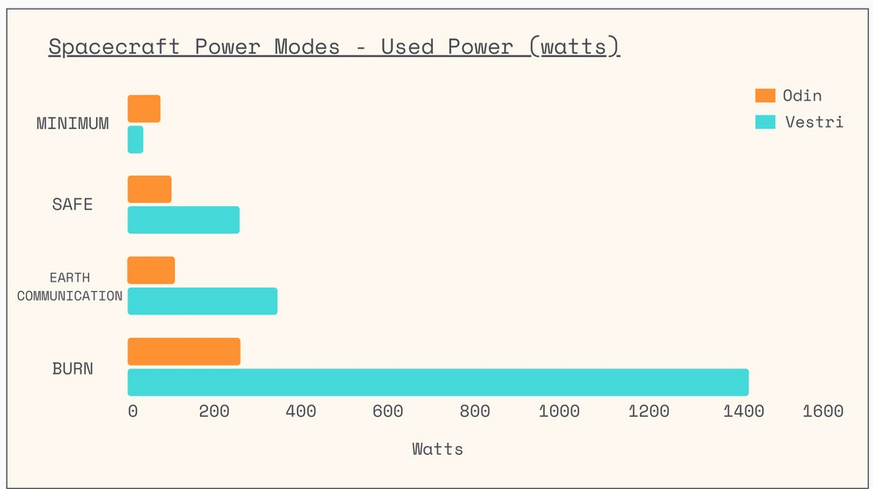 Spacecraft Power Modes - Used Power (watts)
Odin
Vestri
MINIMUM
SAFE
EARTH
COMMUNICATION
BURN
0 200 400 600 800 1000 1200 1400 1600
Watts